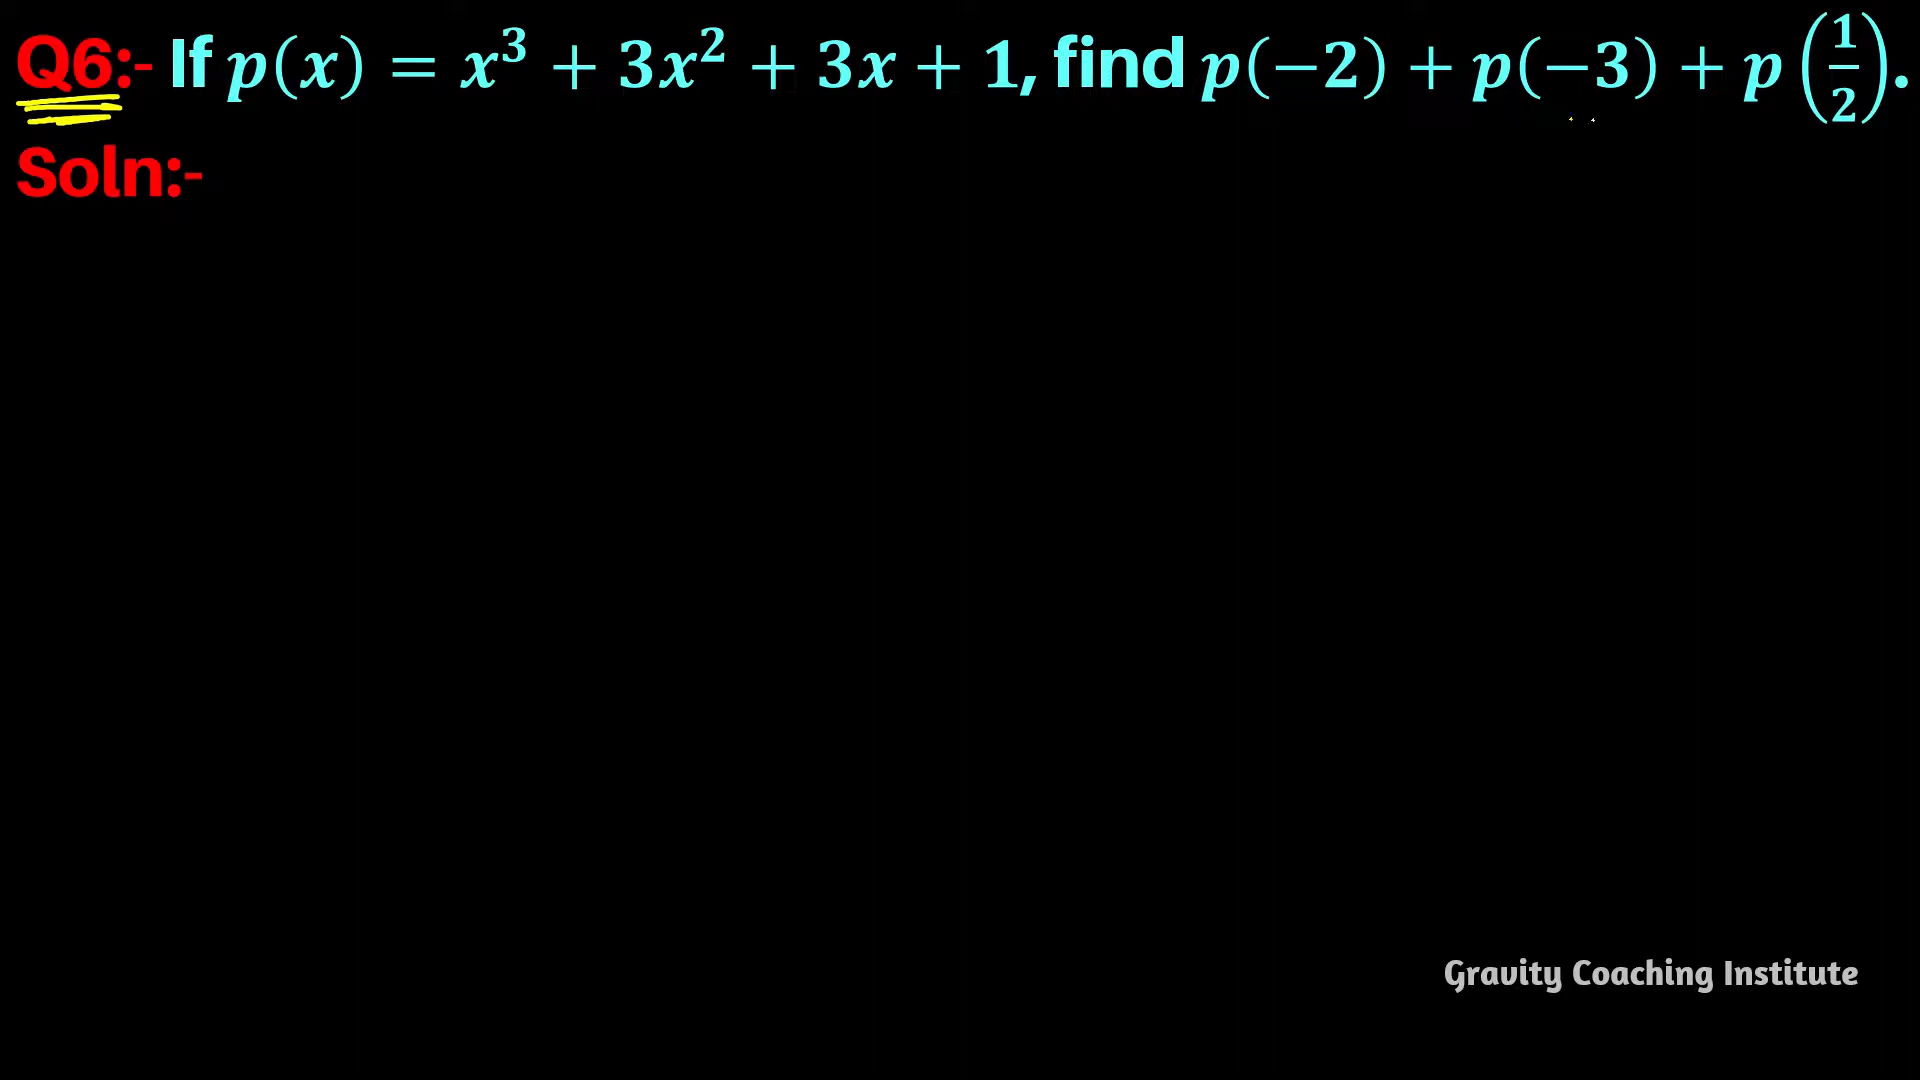 Q6:- If p(x) = x³ + 3x² + 3x + 1, find p(−2) + p(−3) + p(1/2).
Soln:-
Gravity Coaching Institute